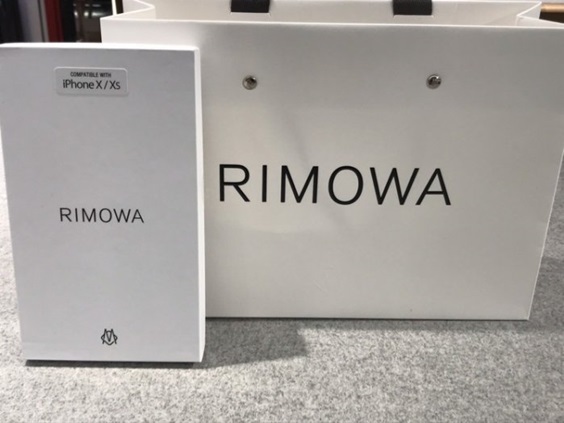 COMPATIBLE WITH
iPhone X/Xs
RIMOWA
RIMOWA